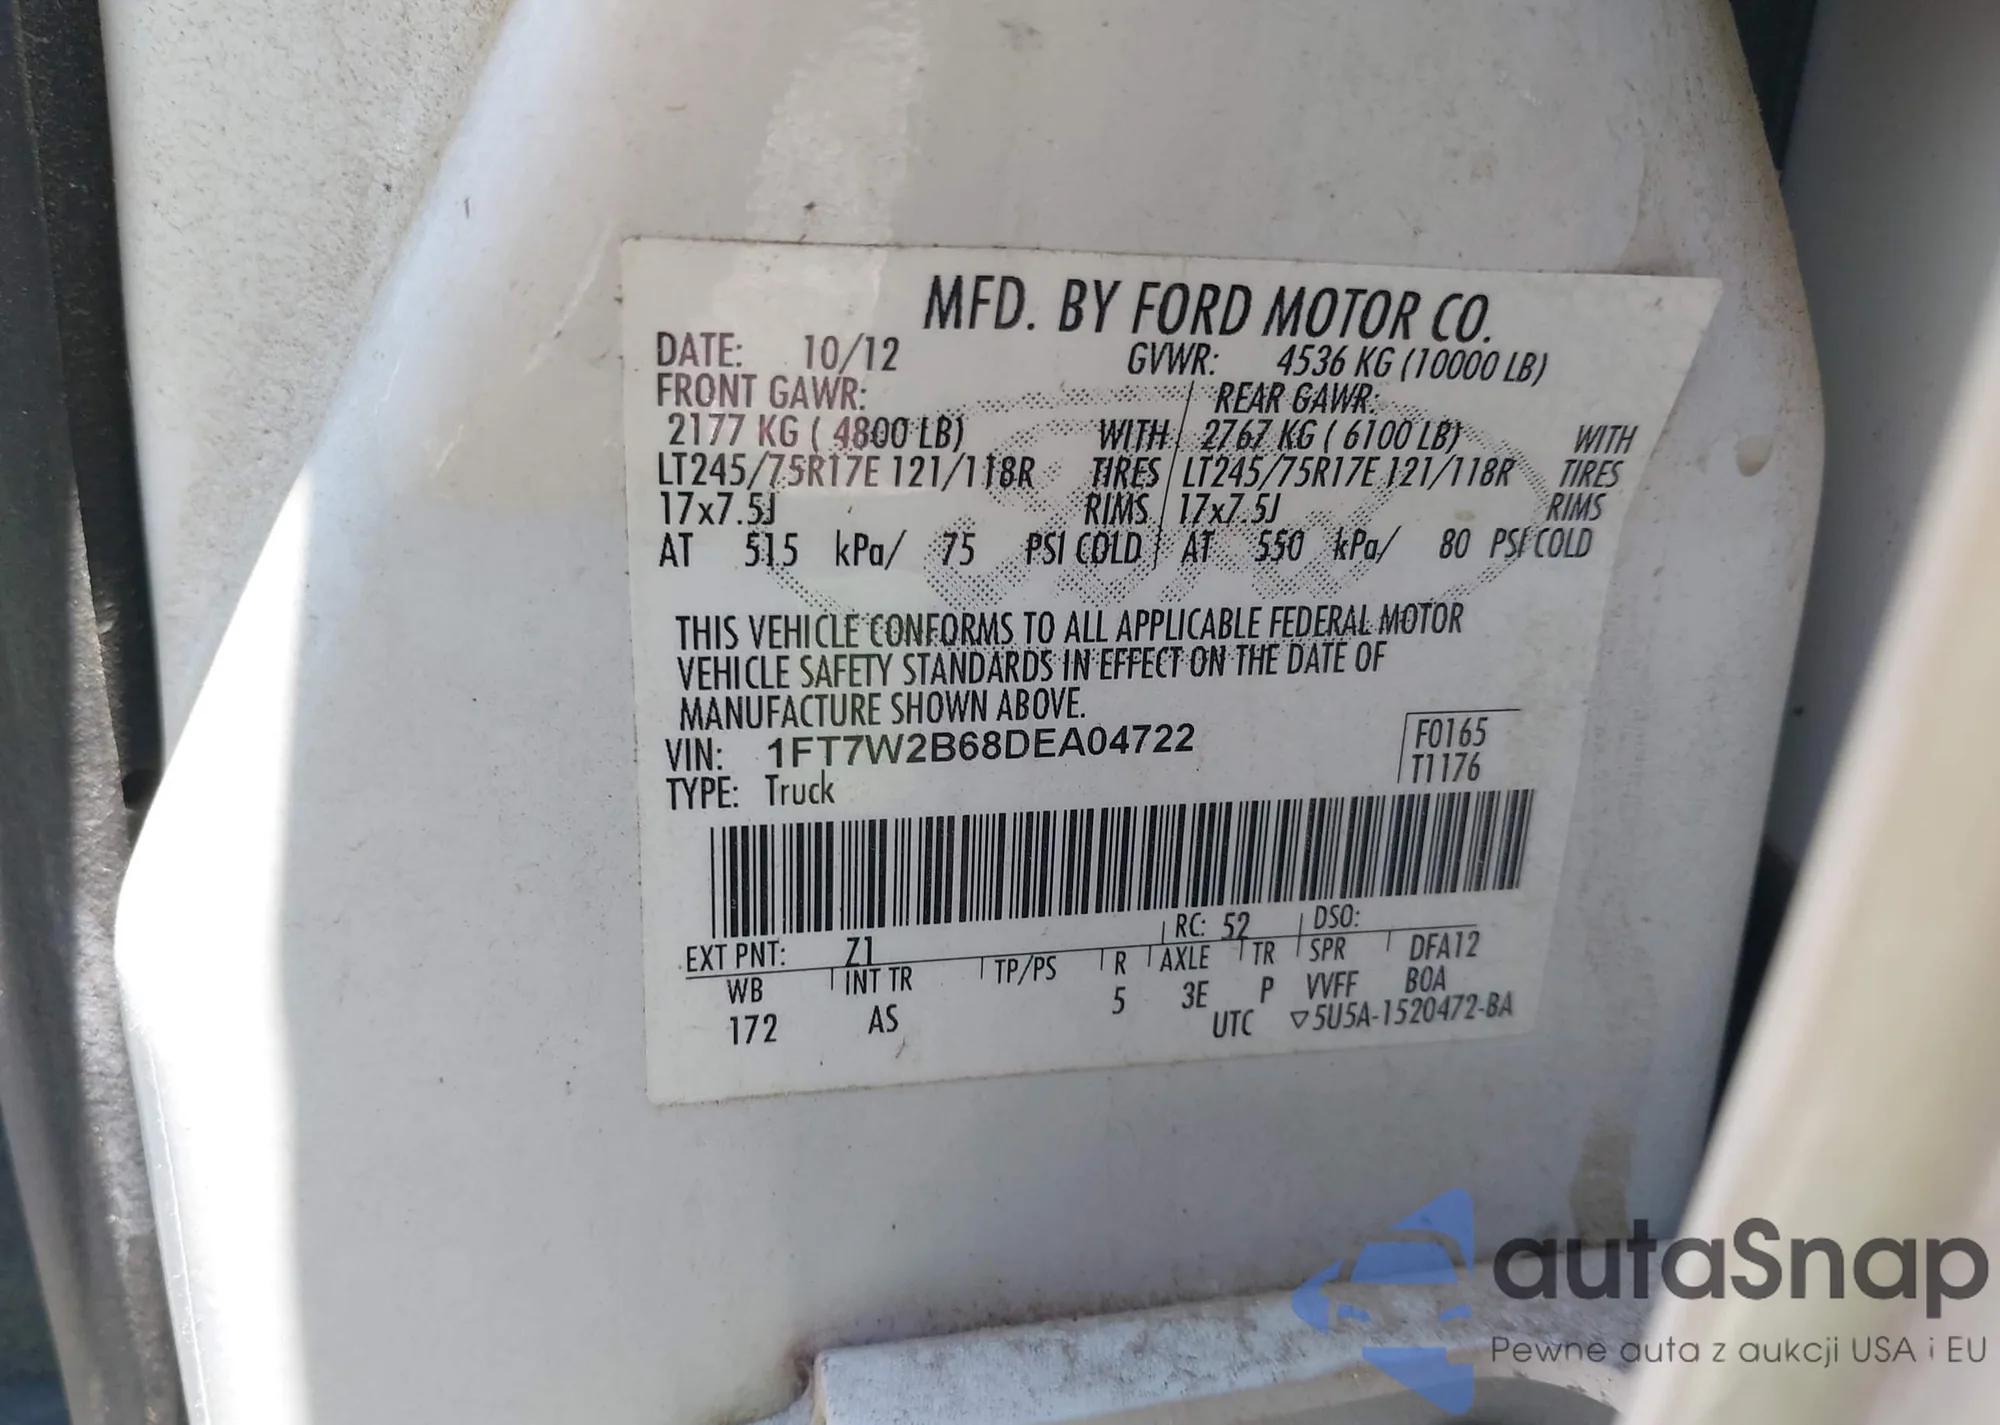 MFD. BY FORD MOTOR CO.
DATE: 10/12 GVWR: 4536 KG (10000 LB)
FRONT GAWR: REAR GAWR:
2177 KG ( 4800 LB) WITH 2767 KG ( 6100 LB) WITH
LT245/75R17E 121/118R TIRES LT245/75R17E 121/118R TIRES
17x7.5J RIMS 17x7.5J RIMS
AT 515 kPa/ 75 PSI COLD AT 550 kPa/ 80 PSI COLD
THIS VEHICLE CONFORMS TO ALL APPLICABLE FEDERAL MOTOR
VEHICLE SAFETY STANDARDS IN EFFECT ON THE DATE OF
MANUFACTURE SHOWN ABOVE.
VIN: 1FT7W2B68DEA04722 F0165
TYPE: Truck T1176
EXT PNT: Z1 RC: 52 DSO:
WB INT TR TP/PS R AXLE TR SPR DFA12
172 AS 5 3E P VVFF BOA
UTC ▽5U5A-1520472-BA
autaSnap
Pewne auta z aukcji USA i EU